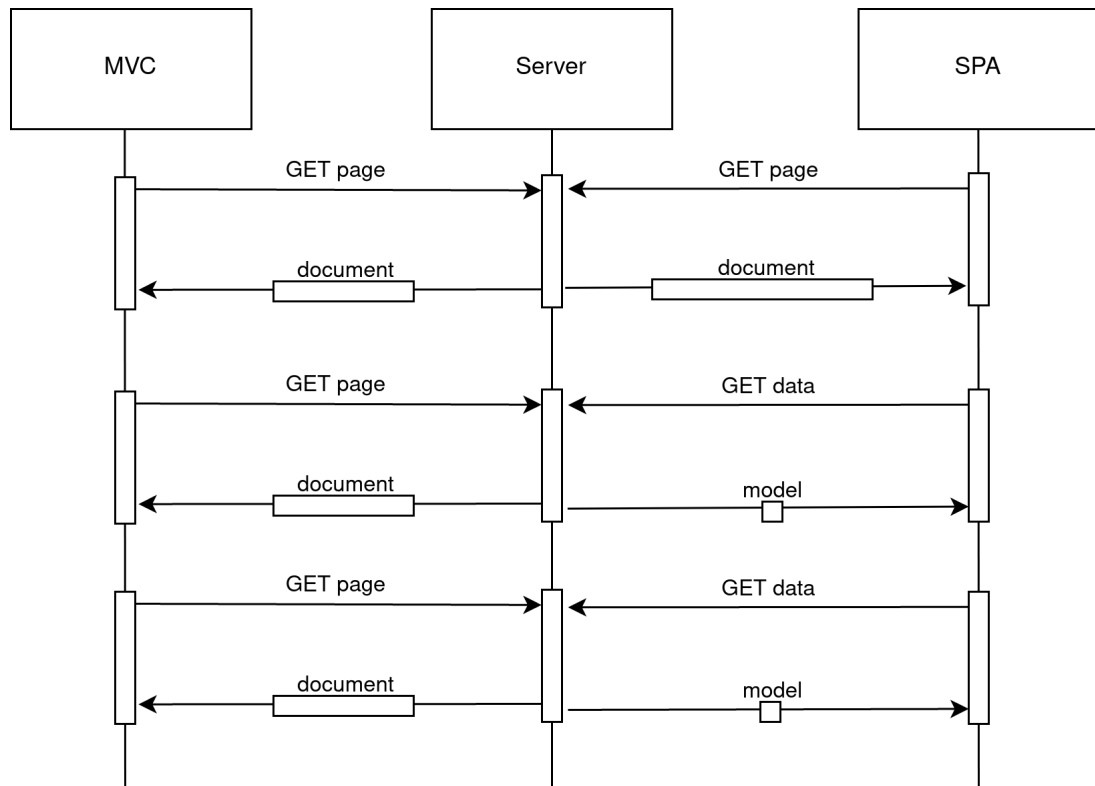 MVC
Server
SPA
GET page
GET page
document
document
GET page
GET data
document
model
GET page
GET data
document
model